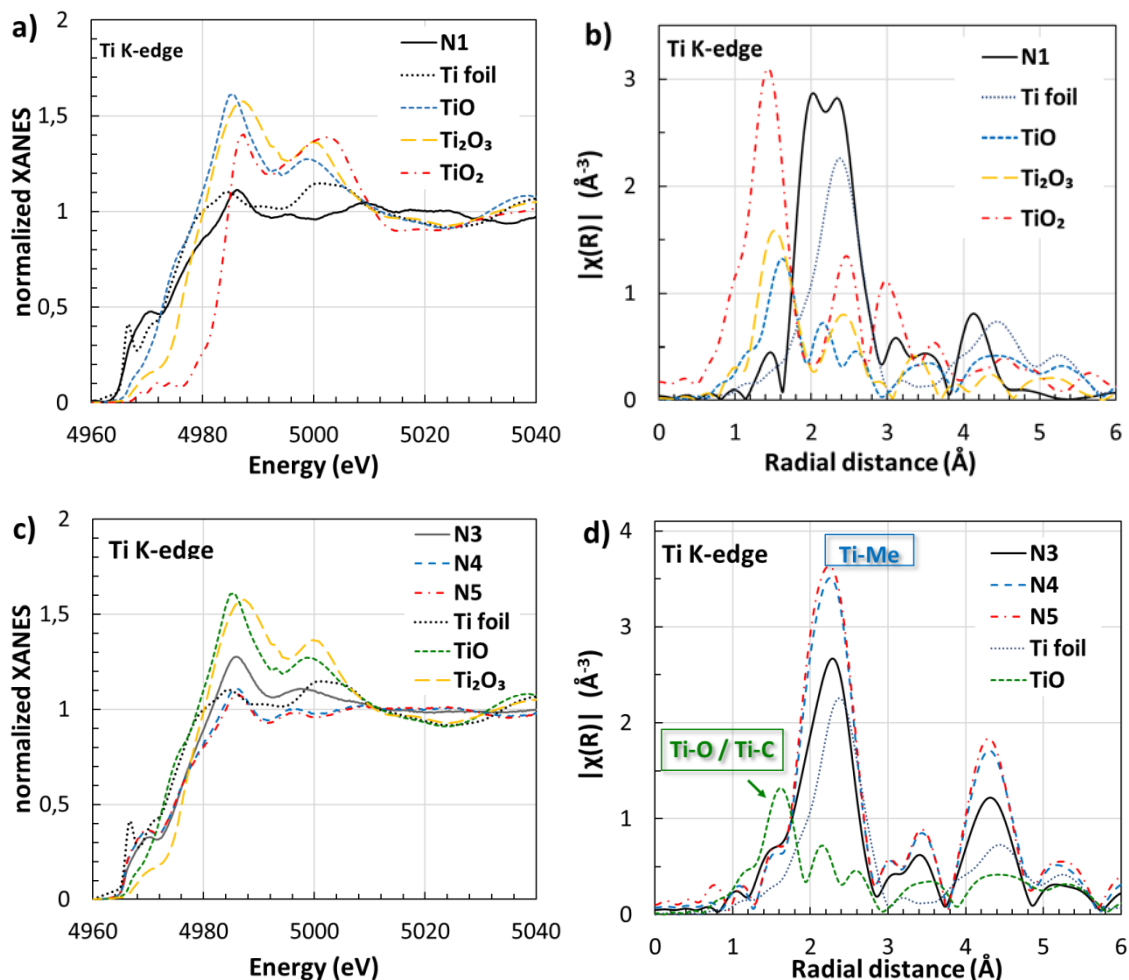 a)
Ti K-edge
N1
Ti foil
TiO
Ti₂O₃
TiO₂
2
1,5
1
0,5
0
4960 4980 5000 5020 5040
normalized XANES
Energy (eV)
b)
Ti K-edge
N1
Ti foil
TiO
Ti₂O₃
TiO₂
3
2
1
0
0 1 2 3 4 5 6
|χ(R)| (Å⁻³)
Radial distance (Å)
c)
Ti K-edge
N3
N4
N5
Ti foil
TiO
Ti₂O₃
2
1,5
1
0,5
0
4960 4980 5000 5020 5040
normalized XANES
Energy (eV)
d)
Ti K-edge
Ti-Me
Ti-O / Ti-C
N3
N4
N5
Ti foil
TiO
4
3
2
1
0
0 1 2 3 4 5 6
|χ(R)| (Å⁻³)
Radial distance (Å)